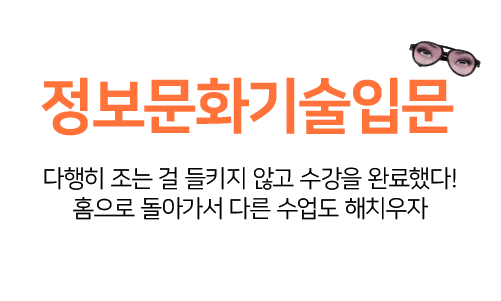 정보문화기술입문
다행히 조는 걸 들키지 않고 수강을 완료했다!
홈으로 돌아가서 다른 수업도 해치우자